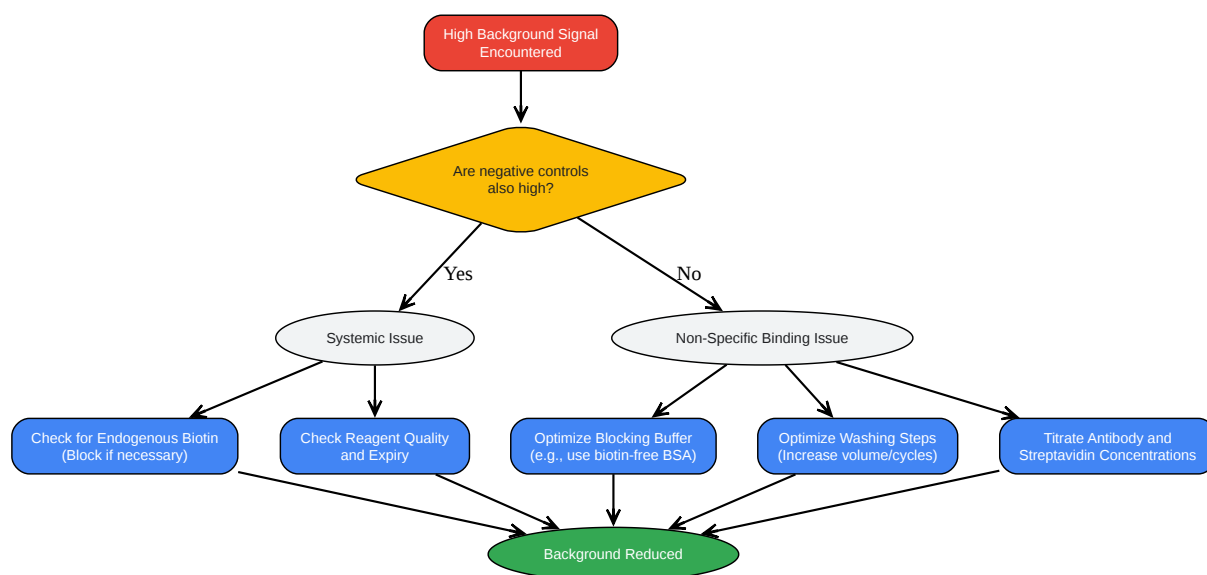 High Background Signal
Encountered
Are negative controls
also high?
Yes
No
Systemic Issue
Non-Specific Binding Issue
Check for Endogenous Biotin
(Block if necessary)
Check Reagent Quality
and Expiry
Optimize Blocking Buffer
(e.g., use biotin-free BSA)
Optimize Washing Steps
(Increase volume/cycles)
Titrate Antibody and
Streptavidin Concentrations
Background Reduced